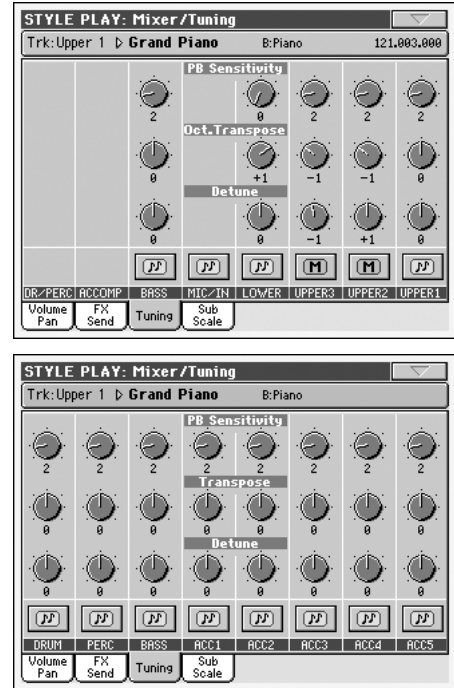 STYLE PLAY: Mixer/Tuning
Trk:Upper 1 ▷ Grand Piano B:Piano 121.003.000
PB Sensitivity
2 0 2 2 2
Oct.Transpose
0 +1 -1 -1 0
Detune
0 0 -1 +1 0
M M
DR/PERC ACCOMP BASS MIC/IN LOWER UPPER3 UPPER2 UPPER1
Volume Pan FX Send Tuning Sub Scale
STYLE PLAY: Mixer/Tuning
Trk:Upper 1 ▷ Grand Piano B:Piano
PB Sensitivity
2 2 2 2 2 2 2 2
Transpose
0 0 0 0 0 0 0 0
Detune
0 0 0 0 0 0 0 0
DRUM PERC BASS ACC1 ACC2 ACC3 ACC4 ACC5
Volume Pan FX Send Tuning Sub Scale